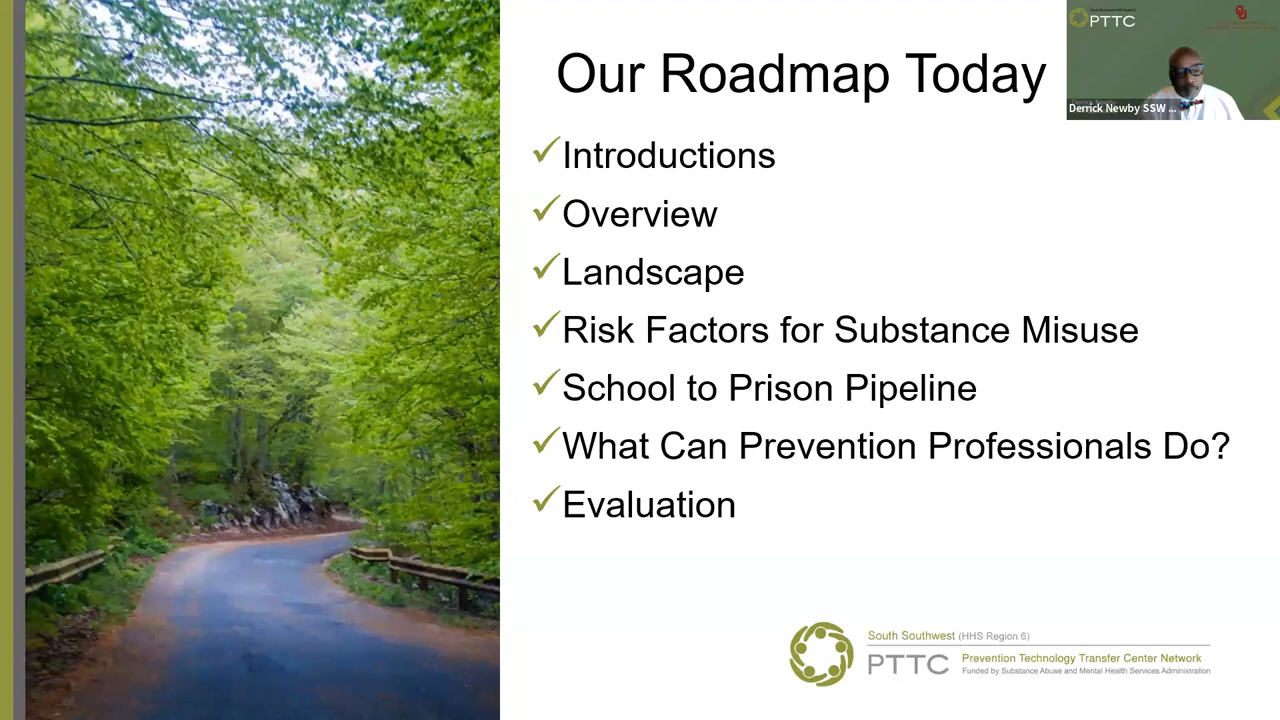 Our Roadmap Today
Introductions
Overview
Landscape
Risk Factors for Substance Misuse
School to Prison Pipeline
What Can Prevention Professionals Do?
Evaluation
PTTC
Derrick Newby SSW ...
South Southwest (HHS Region 6)
PTTC
Prevention Technology Transfer Center Network
Funded by Substance Abuse and Mental Health Services Administration